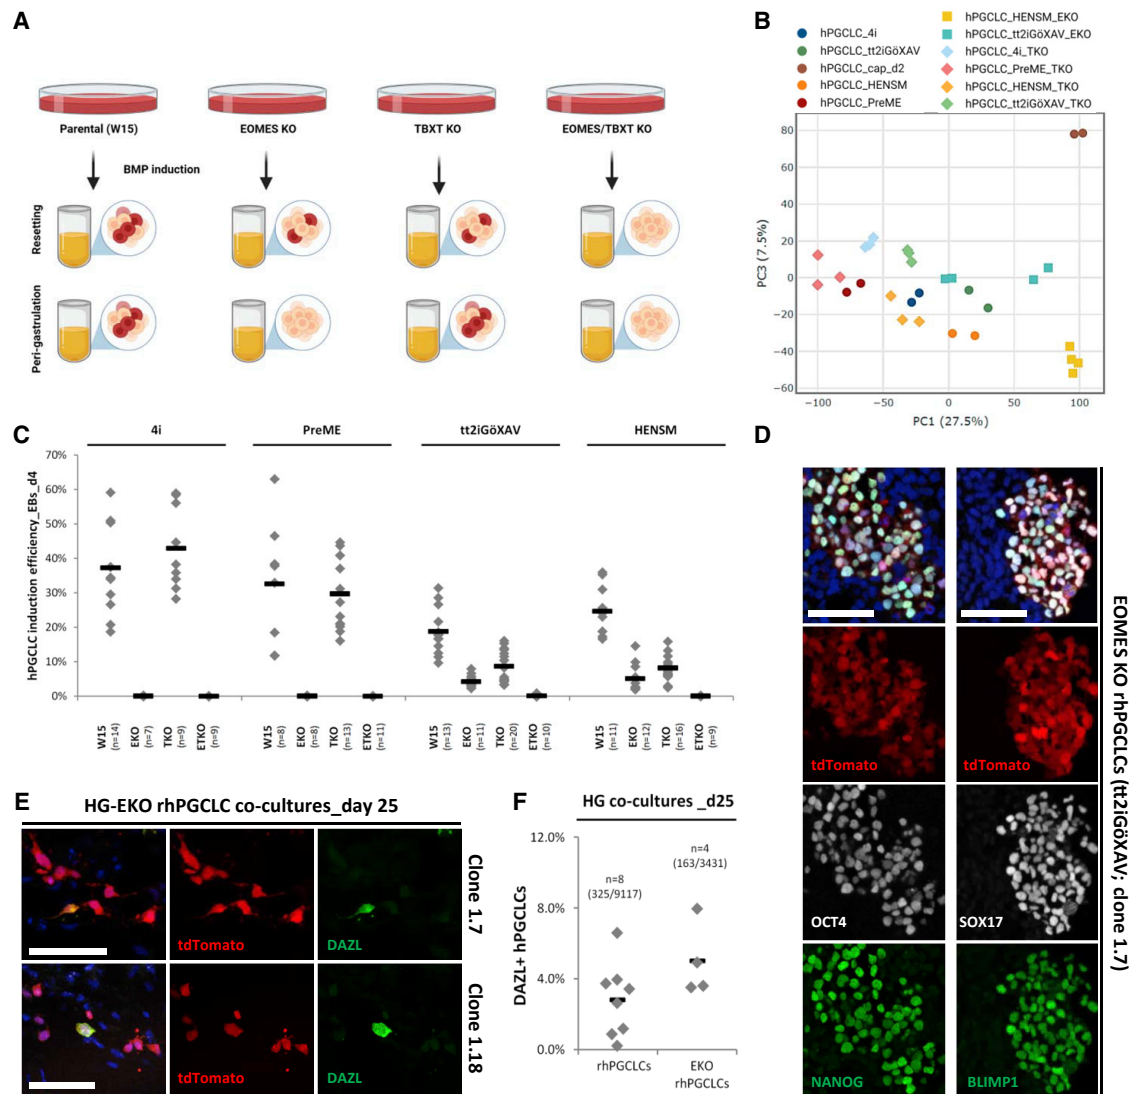 A
Parental (W15)
EOMES KO
TBXT KO
EOMES/TBXT KO
BMP induction
Resetting
Peri-gastrulation
B
hPGCLC_4i
hPGCLC_tt2iGöXAV
hPGCLC_cap_d2
hPGCLC_HENSM
hPGCLC_PreME
hPGCLC_HENSM_EKO
hPGCLC_tt2iGöXAV_EKO
hPGCLC_4i_TKO
hPGCLC_PreME_TKO
hPGCLC_HENSM_TKO
hPGCLC_tt2iGöXAV_TKO
PC3 (7.5%)
80
60
40
20
0
−20
−40
−60
−100
−50
0
50
100
PC1 (27.5%)
C
4i
PreME
tt2iGöXAV
HENSM
hPGCLC induction efficiency_EBs_d4
70%
60%
50%
40%
30%
20%
10%
0%
W15
(n=14)
EKO
(n=7)
TKO
(n=9)
ETKO
(n=9)
W15
(n=8)
EKO
(n=8)
TKO
(n=13)
ETKO
(n=11)
W15
(n=13)
EKO
(n=11)
TKO
(n=20)
ETKO
(n=10)
W15
(n=11)
EKO
(n=12)
TKO
(n=16)
ETKO
(n=9)
D
tdTomato
tdTomato
OCT4
SOX17
NANOG
BLIMP1
EOMES KO rhPGCLCs (tt2iGöXAV; clone 1.7)
E
HG-EKO rhPGCLC co-cultures_day 25
tdTomato
DAZL
Clone 1.7
tdTomato
DAZL
Clone 1.18
F
HG co-cultures _d25
DAZL+ hPGCLCs
12.0%
8.0%
4.0%
0.0%
n=8
(325/9117)
n=4
(163/3431)
rhPGCLCs
EKO
rhPGCLCs